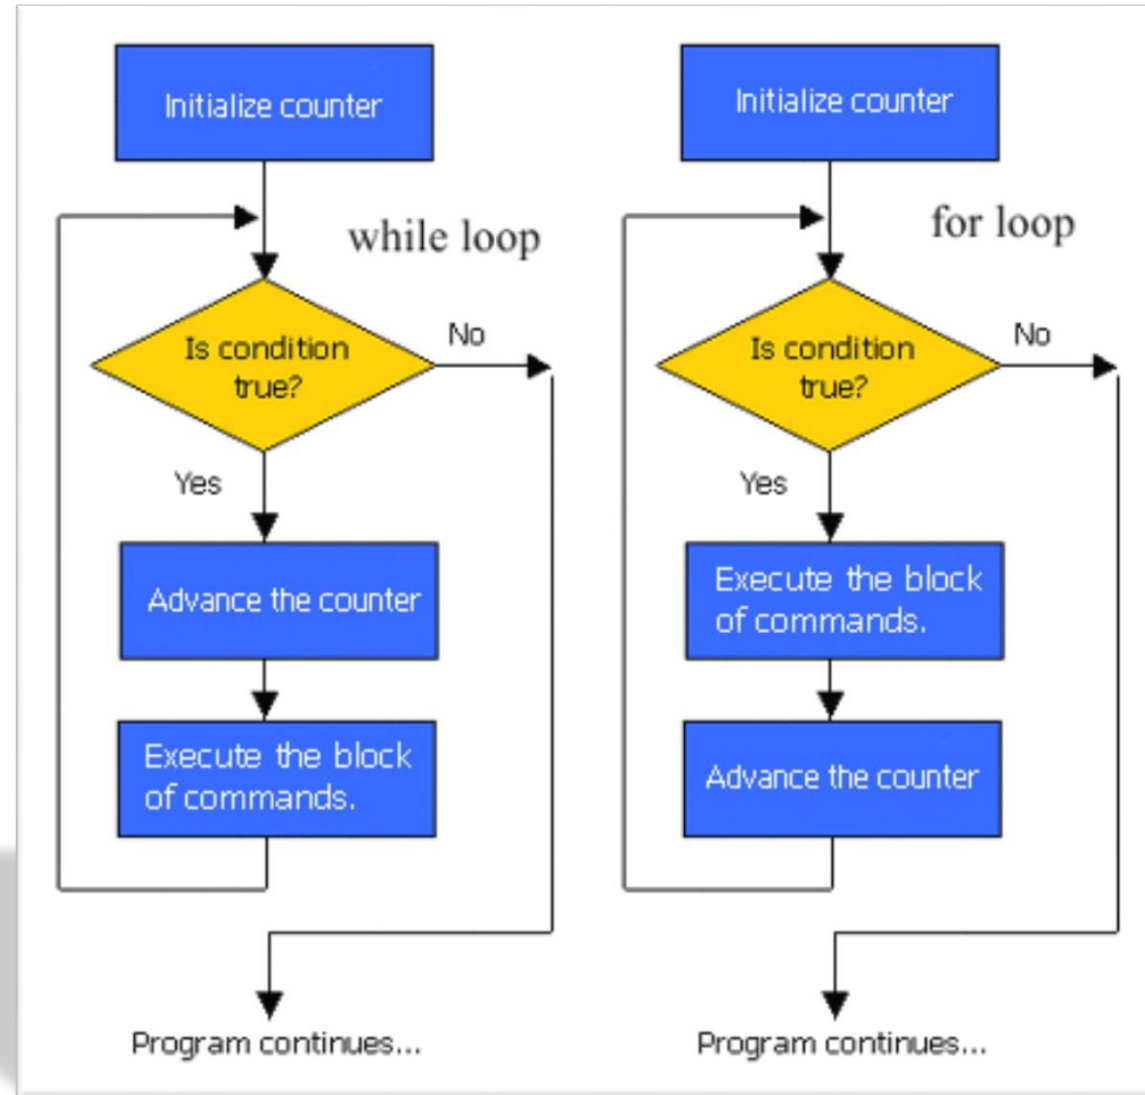 Initialize counter
while loop
Is condition
true?
No
Yes
Advance the counter
Execute the block
of commands.
Program continues...
Initialize counter
for loop
Is condition
true?
No
Yes
Execute the block
of commands.
Advance the counter
Program continues...